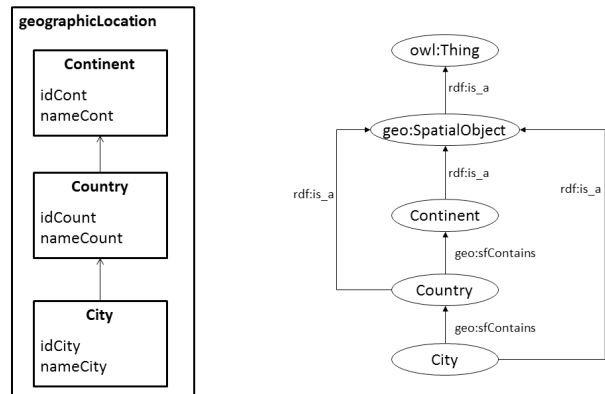 geographicLocation
Continent
idCont
nameCont
Country
idCount
nameCount
City
idCity
nameCity
owl:Thing
rdf:is_a
geo:SpatialObject
rdf:is_a
rdf:is_a
rdf:is_a
Continent
geo:sfContains
Country
geo:sfContains
City